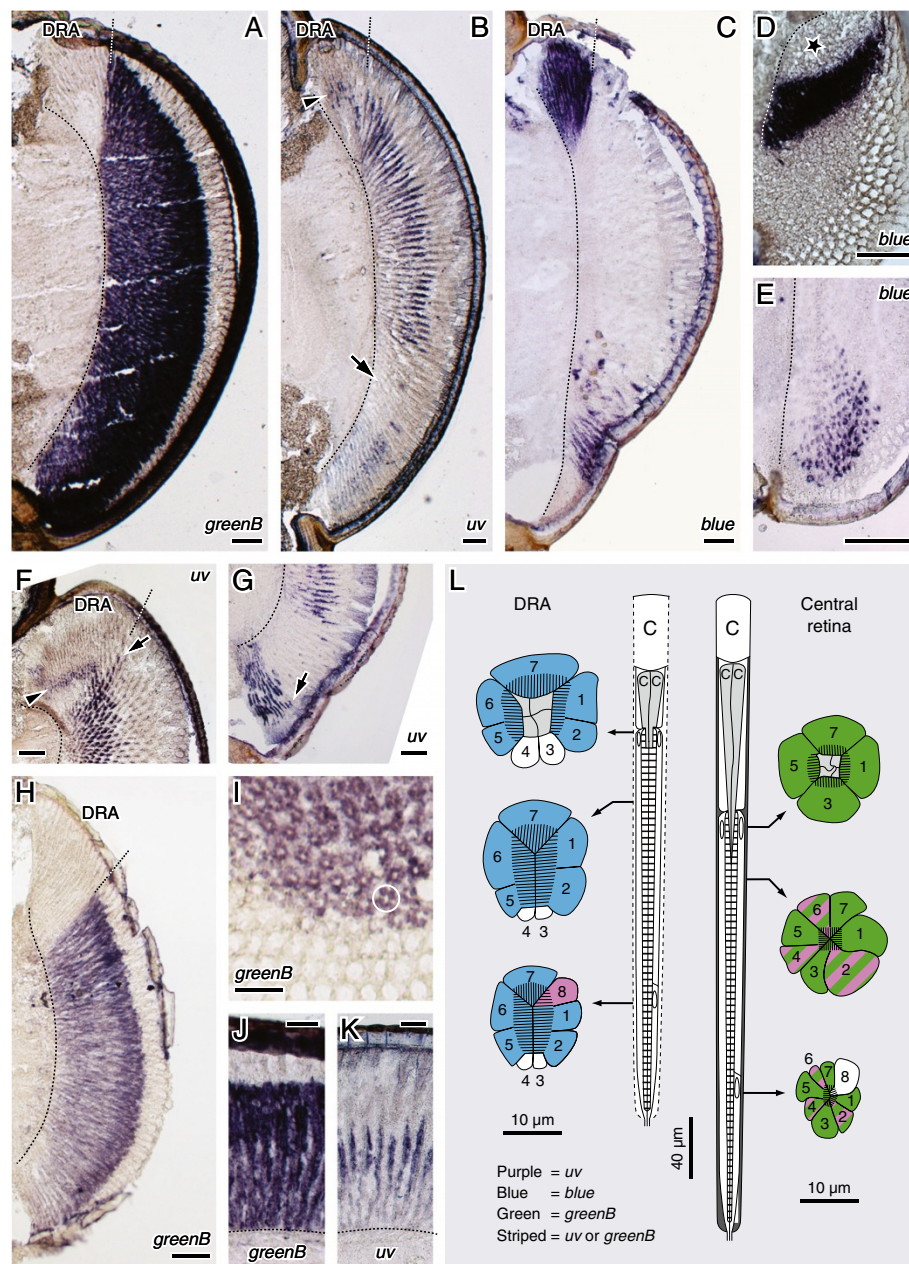 DRA A
greenB
DRA B
uv
DRA C
blue
D
blue
E
blue
F uv
DRA
G
uv
H DRA
greenB
I
greenB
J
greenB
K
uv
L
DRA
Central
retina
C
C C
7
6 1
5 2
4 3
7
6 1
5 2
4 3
7 8
6 1
5 2
4 3
10 µm
40 µm
C
C C
7
5 1
3
6 7
5 1
4 3 2
6 7 8
5 1
4 3 2
10 µm
Purple = uv
Blue = blue
Green = greenB
Striped = uv or greenB